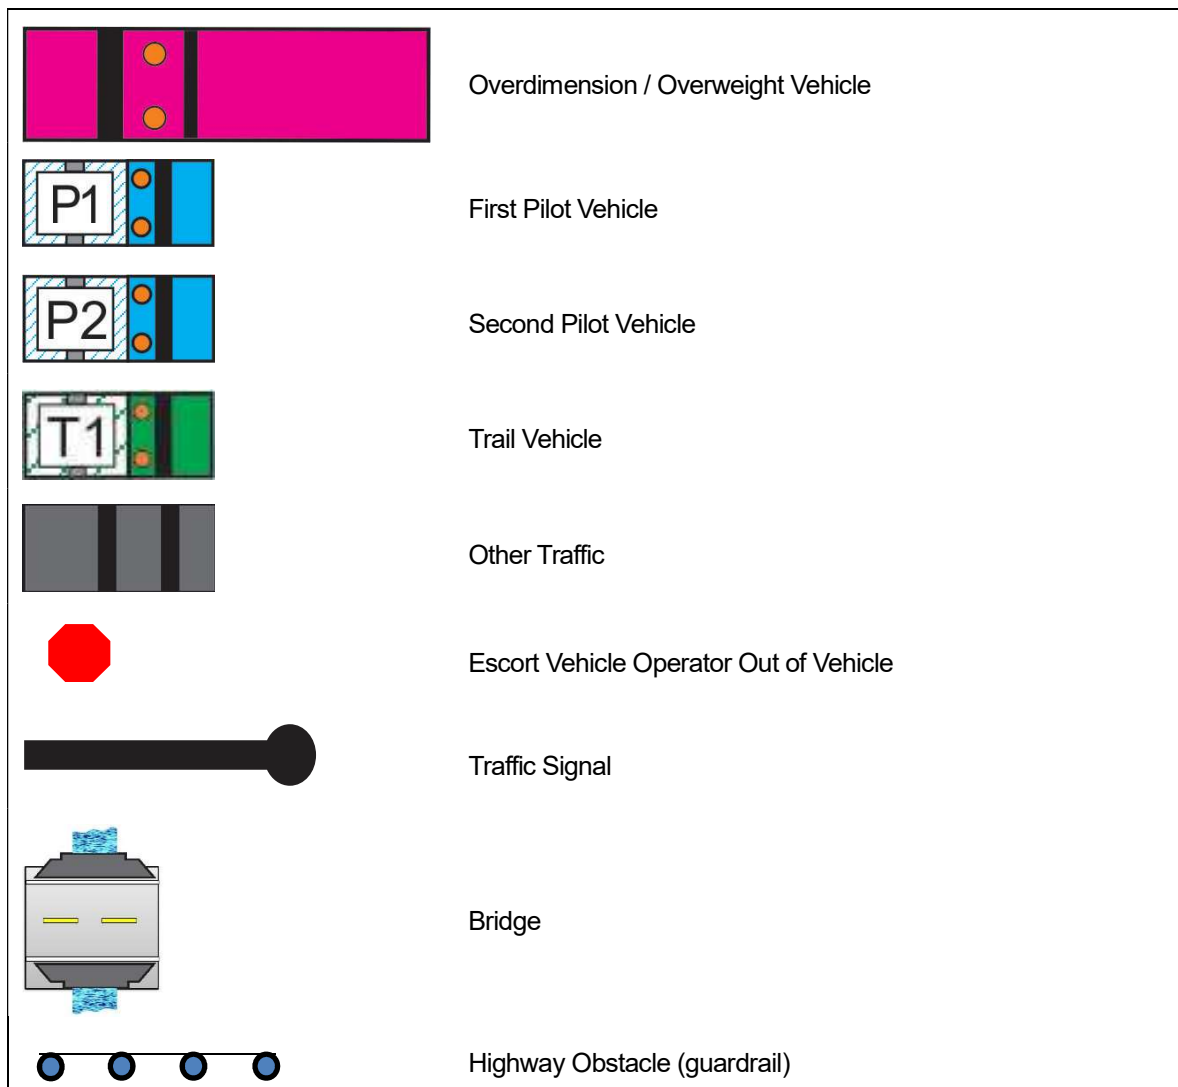 Overdimension / Overweight Vehicle
P1
First Pilot Vehicle
P2
Second Pilot Vehicle
T1
Trail Vehicle
Other Traffic
Escort Vehicle Operator Out of Vehicle
Traffic Signal
Bridge
Highway Obstacle (guardrail)